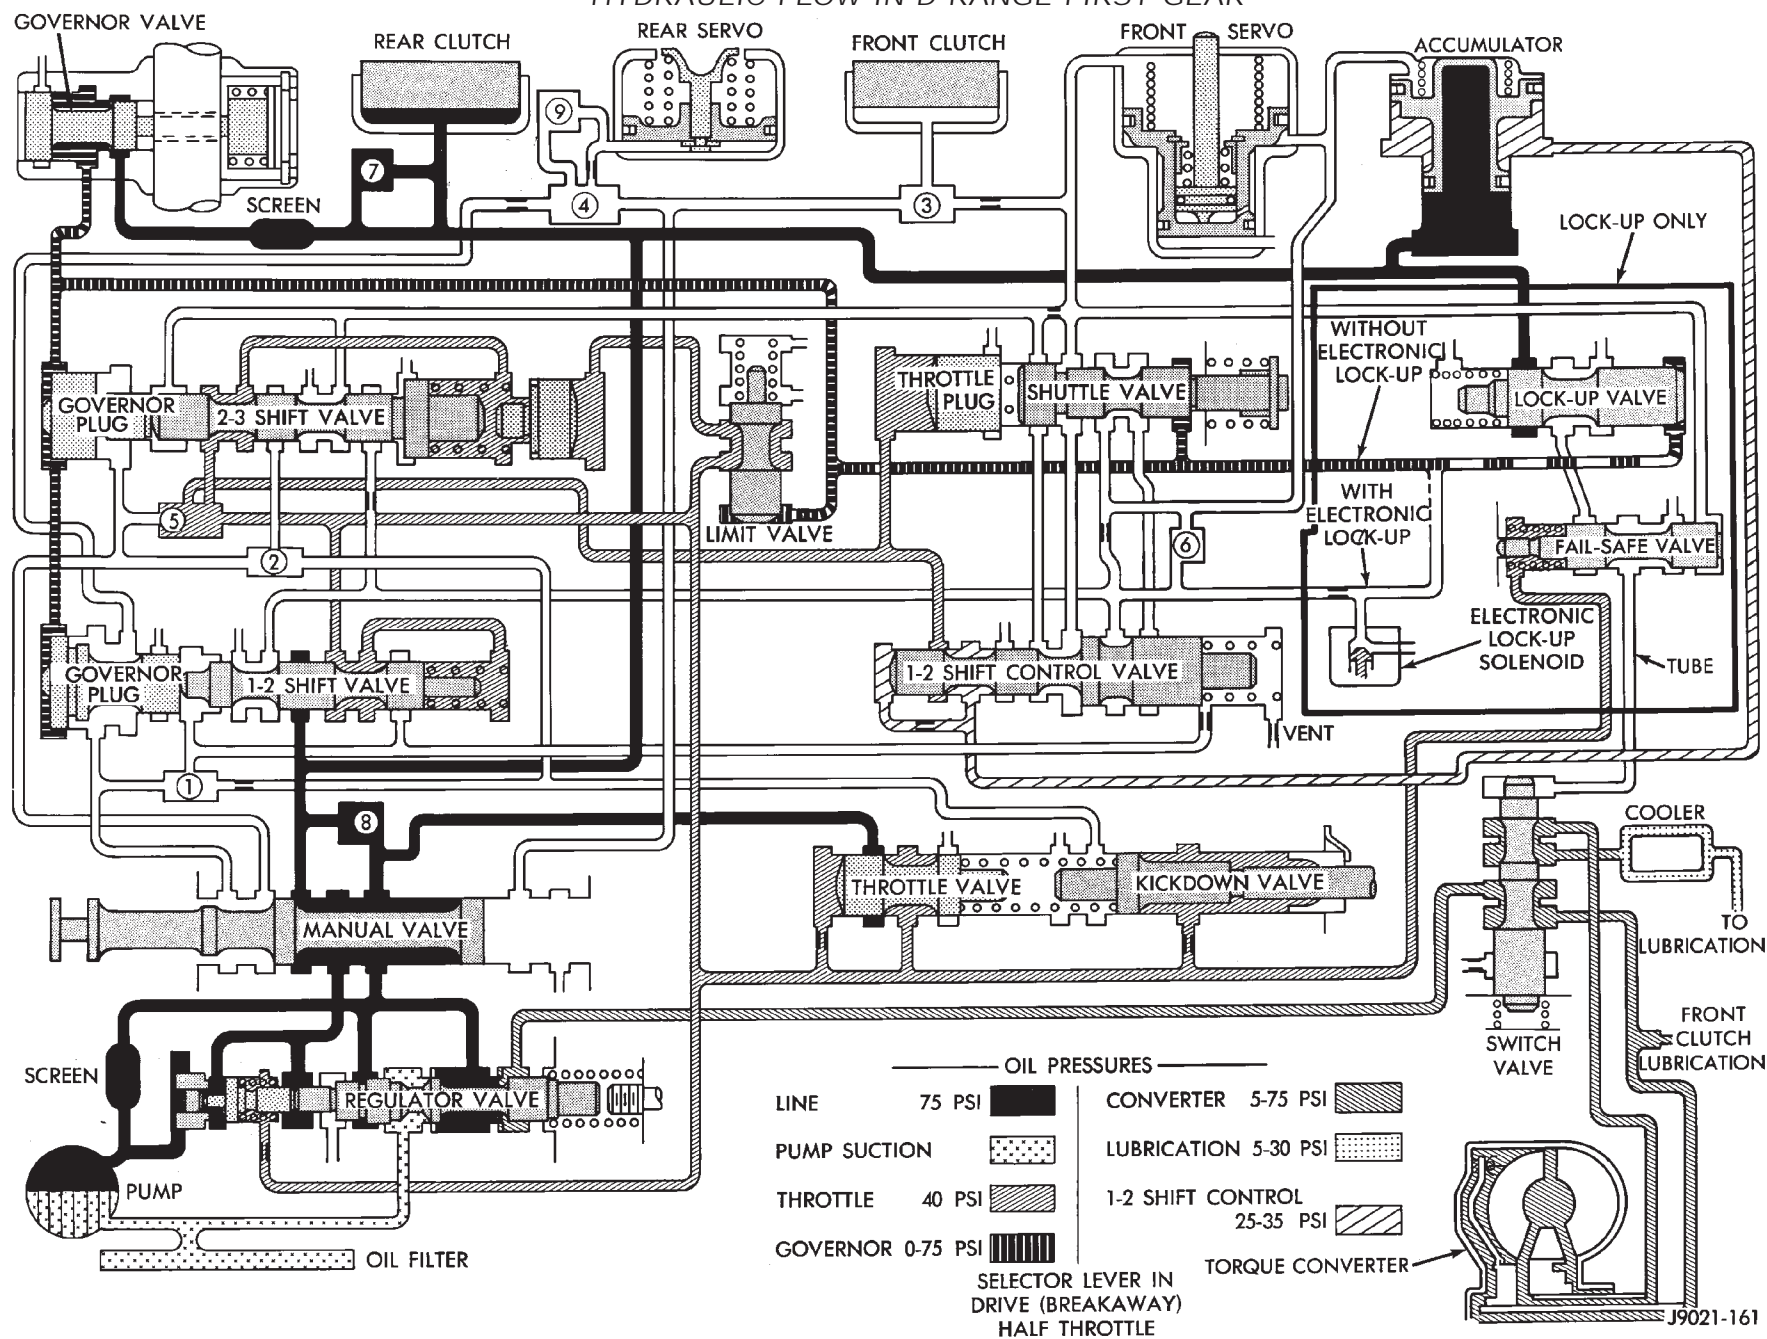 HYDRAULIC FLOW IN D RANGE FIRST GEAR
GOVERNOR VALVE
REAR CLUTCH
REAR SERVO
FRONT CLUTCH
FRONT SERVO
ACCUMULATOR
9
7
4
3
SCREEN
LOCK-UP ONLY
WITHOUT
ELECTRONIC
LOCK-UP
GOVERNOR
PLUG
2-3 SHIFT VALVE
THROTTLE
PLUG
SHUTTLE VALVE
LOCK-UP VALVE
WITH
ELECTRONIC
LOCK-UP
5
LIMIT VALVE
6
FAIL-SAFE VALVE
2
ELECTRONIC
LOCK-UP
SOLENOID
TUBE
GOVERNOR
PLUG
1-2 SHIFT VALVE
1-2 SHIFT CONTROL VALVE
VENT
1
8
COOLER
THROTTLE VALVE
KICKDOWN VALVE
MANUAL VALVE
TO
LUBRICATION
FRONT
CLUTCH
LUBRICATION
SWITCH
VALVE
SCREEN
REGULATOR VALVE
PUMP
OIL FILTER
OIL PRESSURES
LINE 75 PSI
PUMP SUCTION
THROTTLE 40 PSI
GOVERNOR 0-75 PSI
CONVERTER 5-75 PSI
LUBRICATION 5-30 PSI
1-2 SHIFT CONTROL
25-35 PSI
SELECTOR LEVER IN
DRIVE (BREAKAWAY)
HALF THROTTLE
TORQUE CONVERTER
J9021-161